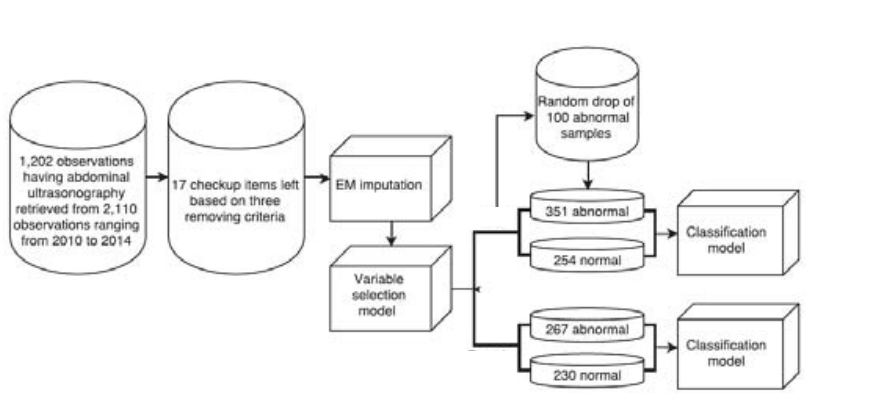 1,202 observations
having abdominal
ultrasonography
retrieved from 2,110
observations ranging
from 2010 to 2014
17 checkup items left
based on three
removing criteria
EM imputation
Variable
selection
model
Random drop of
100 abnormal
samples
351 abnormal
254 normal
Classification
model
267 abnormal
230 normal
Classification
model